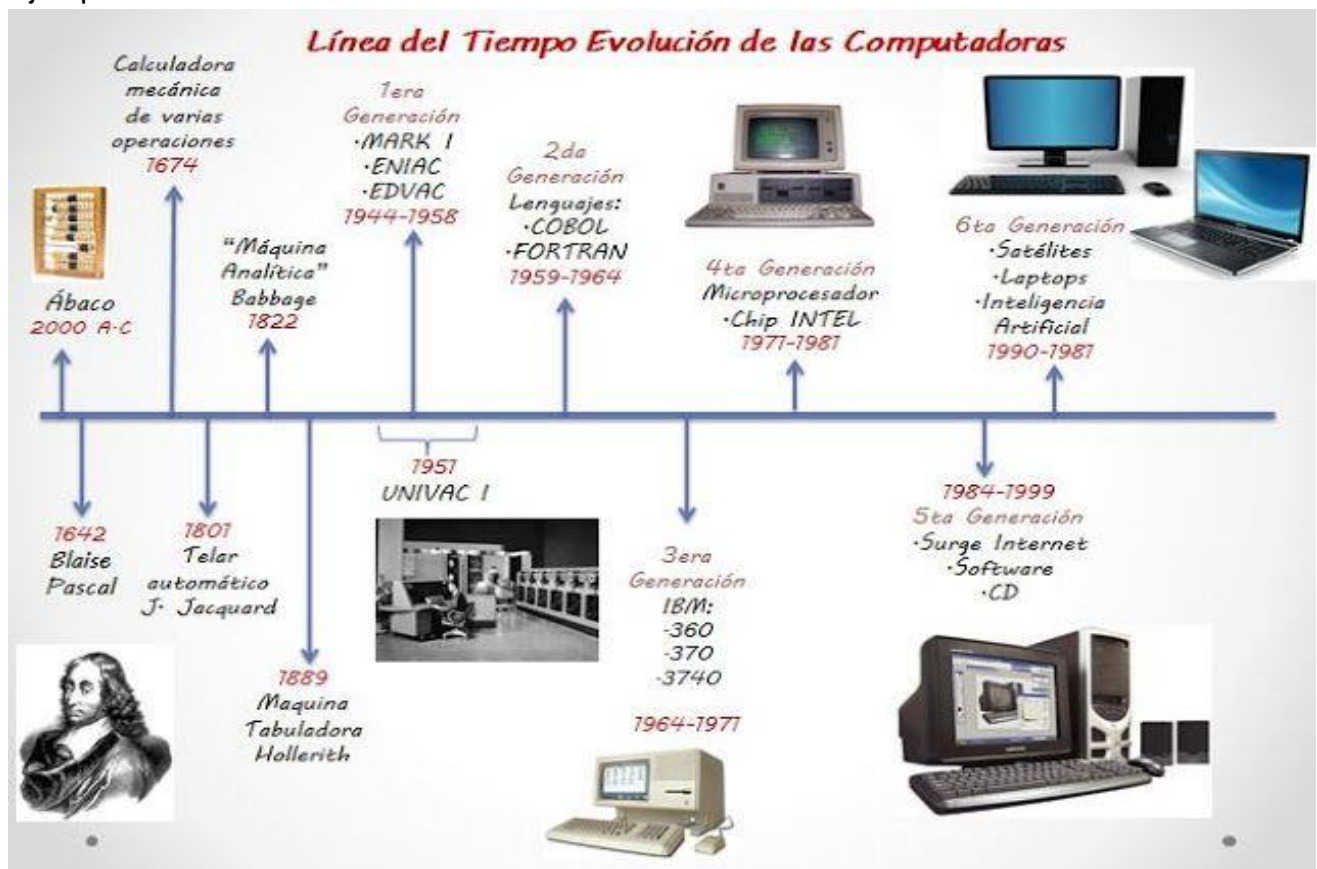 Línea del Tiempo Evolución de las Computadoras
Calculadora
mecánica
de varias
operaciones
1674
1era
Generación
·MARK I
·ENIAC
·EDVAC
1944-1958
2da
Generación
Lenguajes:
·COBOL
·FORTRAN
1959-1964
"Máquina
Analítica"
Babbage
1822
Ábaco
2000 A·C
4ta Generación
Microprocesador
·Chip INTEL
1971-1981
6ta Generación
·Satélites
·Laptops
·Inteligencia
Artificial
1990-1981
1642
Blaise
Pascal
1801
Telar
automático
J· Jacquard
1889
Maquina
Tabuladora
Hollerith
1951
UNIVAC I
3era
Generación
IBM:
-360
-370
-3740
1964-1971
1984-1999
5ta Generación
·Surge Internet
·Software
·CD